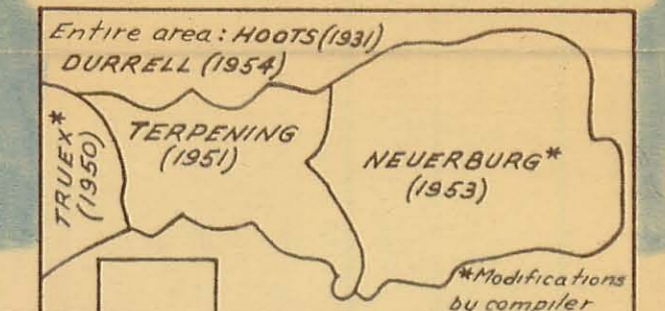 Entire area: HOOTS (1931)
DURRELL (1954)
TRUEX*
(1950)
TERPENING
(1951)
NEUERBURG*
(1953)
*Modifications
by compiler